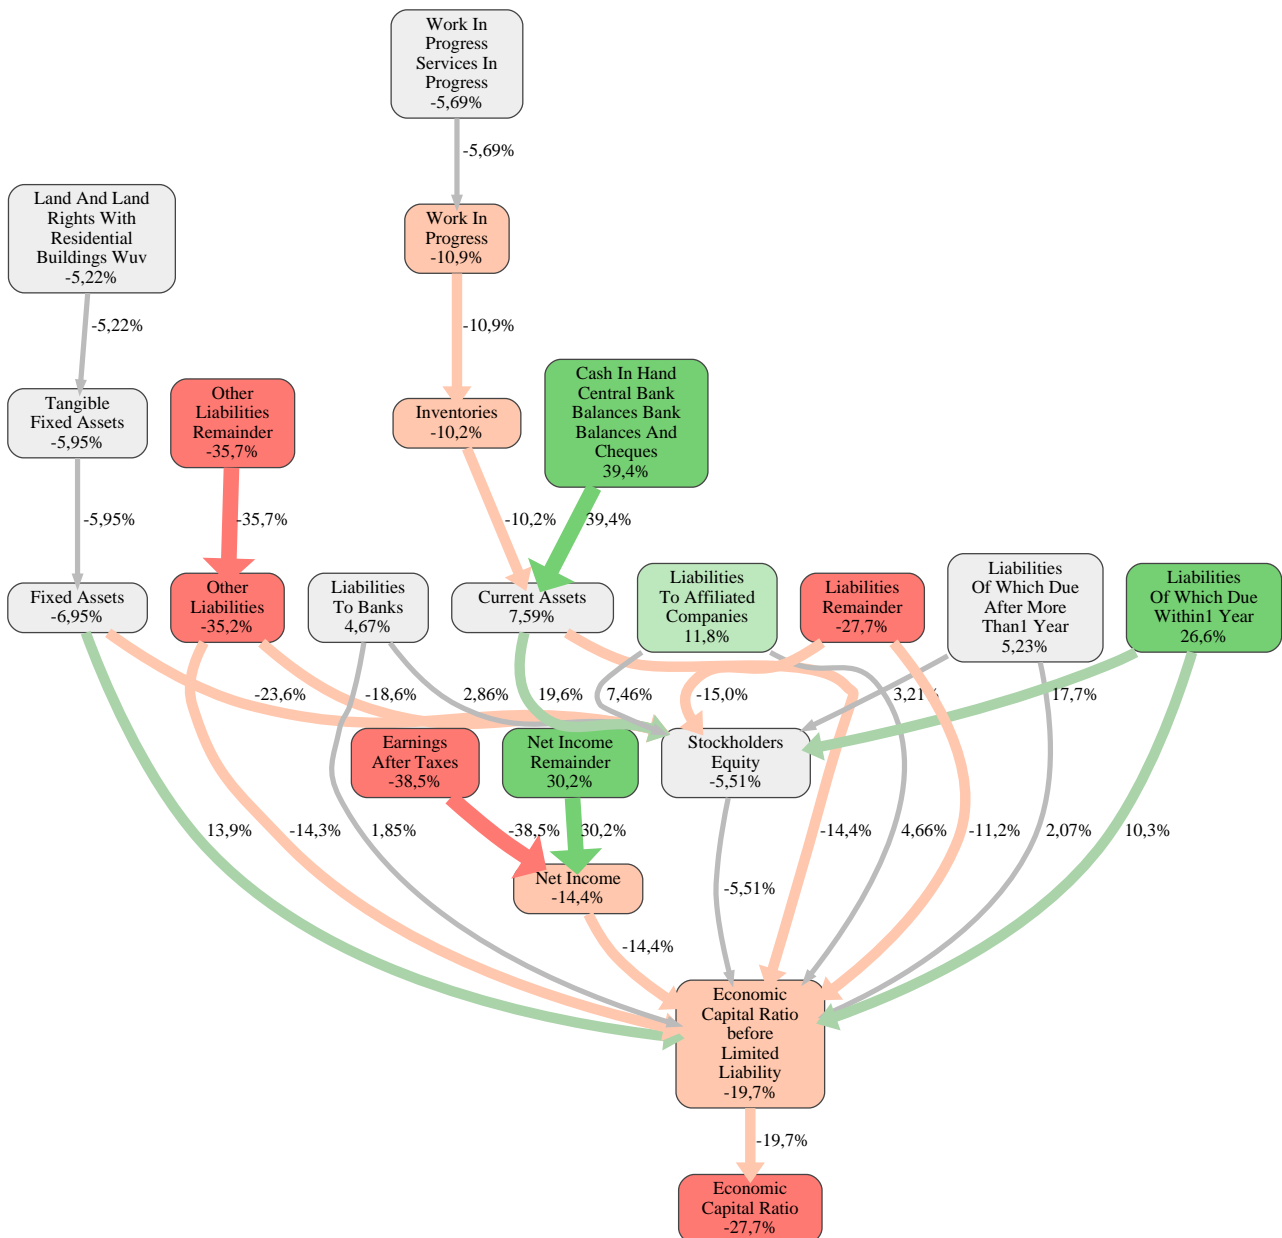 Work In
Progress
Services In
Progress
-5,69%
-5,69%
Land And Land
Rights With
Residential
Buildings Wuv
-5,22%
Work In
Progress
-10,9%
-5,22%
-10,9%
Tangible
Fixed Assets
-5,95%
Other
Liabilities
Remainder
-35,7%
Inventories
-10,2%
Cash In Hand
Central Bank
Balances Bank
Balances And
Cheques
39,4%
-5,95%
-35,7%
-10,2%
39,4%
Fixed Assets
-6,95%
Other
Liabilities
-35,2%
Liabilities
To Banks
4,67%
Current Assets
7,59%
Liabilities
To Affiliated
Companies
11,8%
Liabilities
Remainder
-27,7%
Liabilities
Of Which Due
After More
Than1 Year
5,23%
Liabilities
Of Which Due
Within1 Year
26,6%
-23,6%
-18,6%
2,86%
19,6%
7,46%
-15,0%
3,21%
17,7%
Earnings
After Taxes
-38,5%
Net Income
Remainder
30,2%
Stockholders
Equity
-5,51%
13,9%
-14,3%
1,85%
-38,5%
30,2%
-14,4%
4,66%
-11,2%
2,07%
10,3%
Net Income
-14,4%
-5,51%
-14,4%
Economic
Capital Ratio
before
Limited
Liability
-19,7%
-19,7%
Economic
Capital Ratio
-27,7%